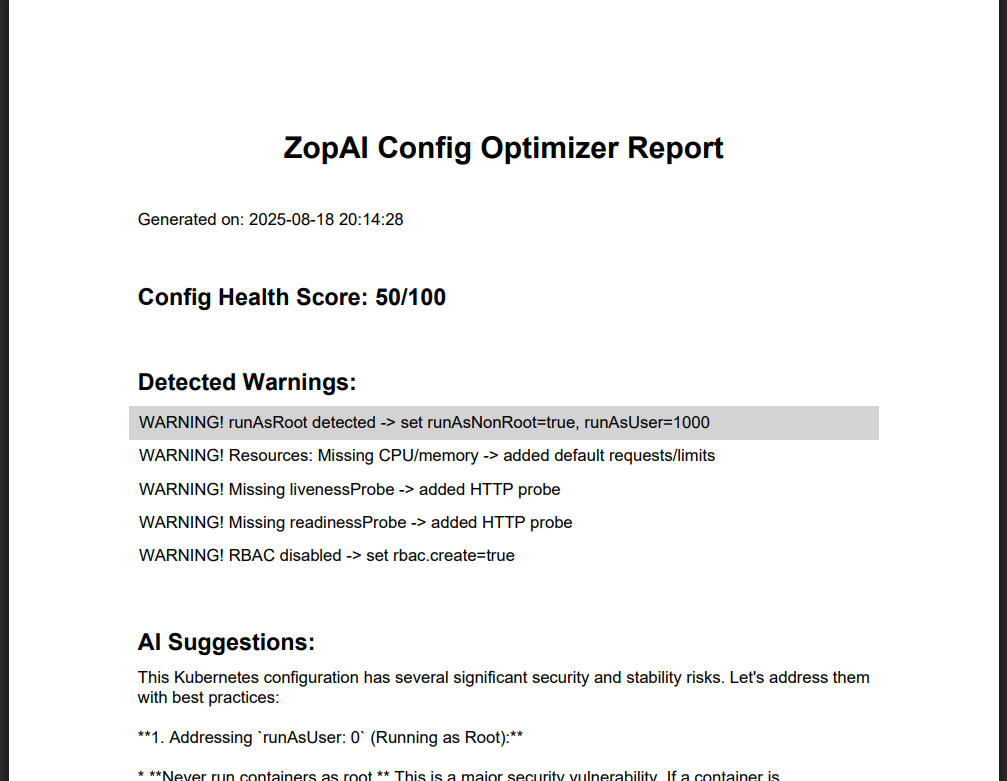 ZopAI Config Optimizer Report
Generated on: 2025-08-18 20:14:28
Config Health Score: 50/100
Detected Warnings:
WARNING! runAsRoot detected -> set runAsNonRoot=true, runAsUser=1000
WARNING! Resources: Missing CPU/memory -> added default requests/limits
WARNING! Missing livenessProbe -> added HTTP probe
WARNING! Missing readinessProbe -> added HTTP probe
WARNING! RBAC disabled -> set rbac.create=true
AI Suggestions:
This Kubernetes configuration has several significant security and stability risks. Let's address them
with best practices:
**1. Addressing `runAsUser: 0` (Running as Root):**
* **Never run containers as root.** This is a major security vulnerability. If a container is